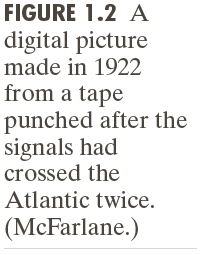 FIGURE 1.2 A
digital picture
made in 1922
from a tape
punched after the
signals had
crossed the
Atlantic twice.
(McFarlane.)